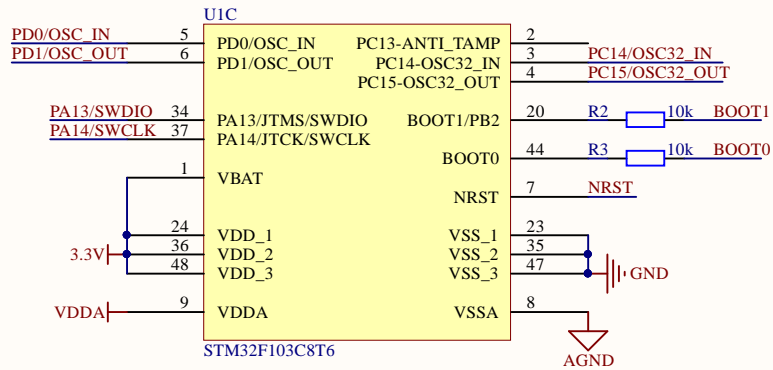 U1C
PD0/OSC_IN 5 PD0/OSC_IN PC13-ANTI_TAMP 2
PD1/OSC_OUT 6 PD1/OSC_OUT PC14-OSC32_IN 3 PC14/OSC32_IN
PC15-OSC32_OUT 4 PC15/OSC32_OUT
PA13/SWDIO 34 PA13/JTMS/SWDIO BOOT1/PB2 20 R2 10k BOOT1
PA14/SWCLK 37 PA14/JTCK/SWCLK
BOOT0 44 R3 10k BOOT0
1 VBAT
NRST 7 NRST
24 VDD_1 VSS_1 23
3.3V 36 VDD_2 VSS_2 35
48 VDD_3 VSS_3 47 GND
VDDA 9 VDDA VSSA 8
STM32F103C8T6
AGND